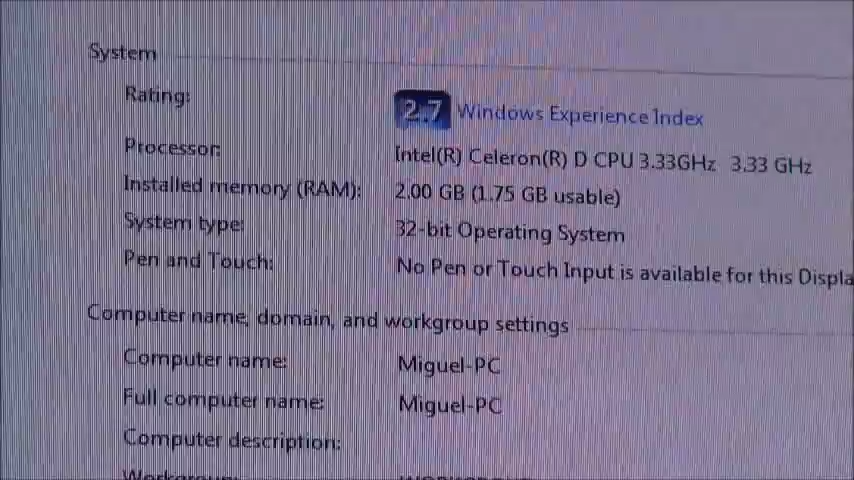 System
Rating: 2.7 Windows Experience Index
Processor: Intel(R) Celeron(R) D CPU 3.33GHz 3.33 GHz
Installed memory (RAM): 2.00 GB (1.75 GB usable)
System type: 32-bit Operating System
Pen and Touch: No Pen or Touch Input is available for this Displa
Computer name, domain, and workgroup settings
Computer name: Miguel-PC
Full computer name: Miguel-PC
Computer description: